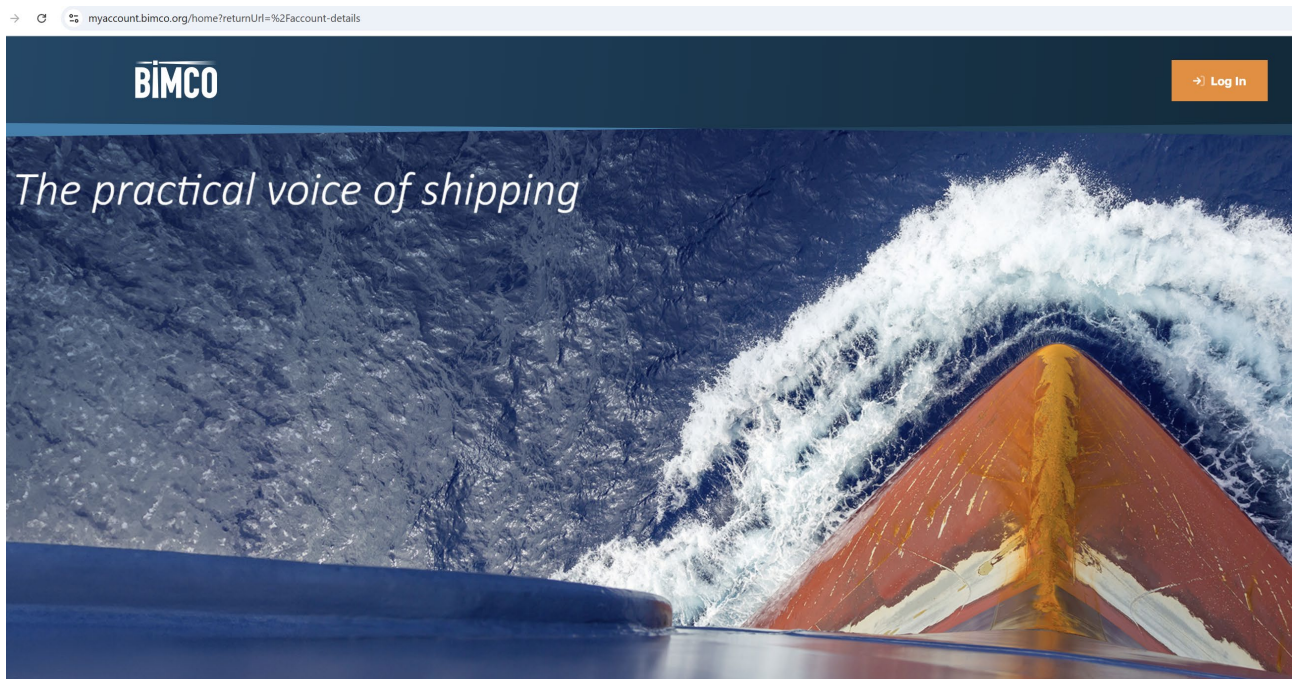 myaccount.bimco.org/home?returnUrl=%2Faccount-details
BIMCO
Log In
The practical voice of shipping